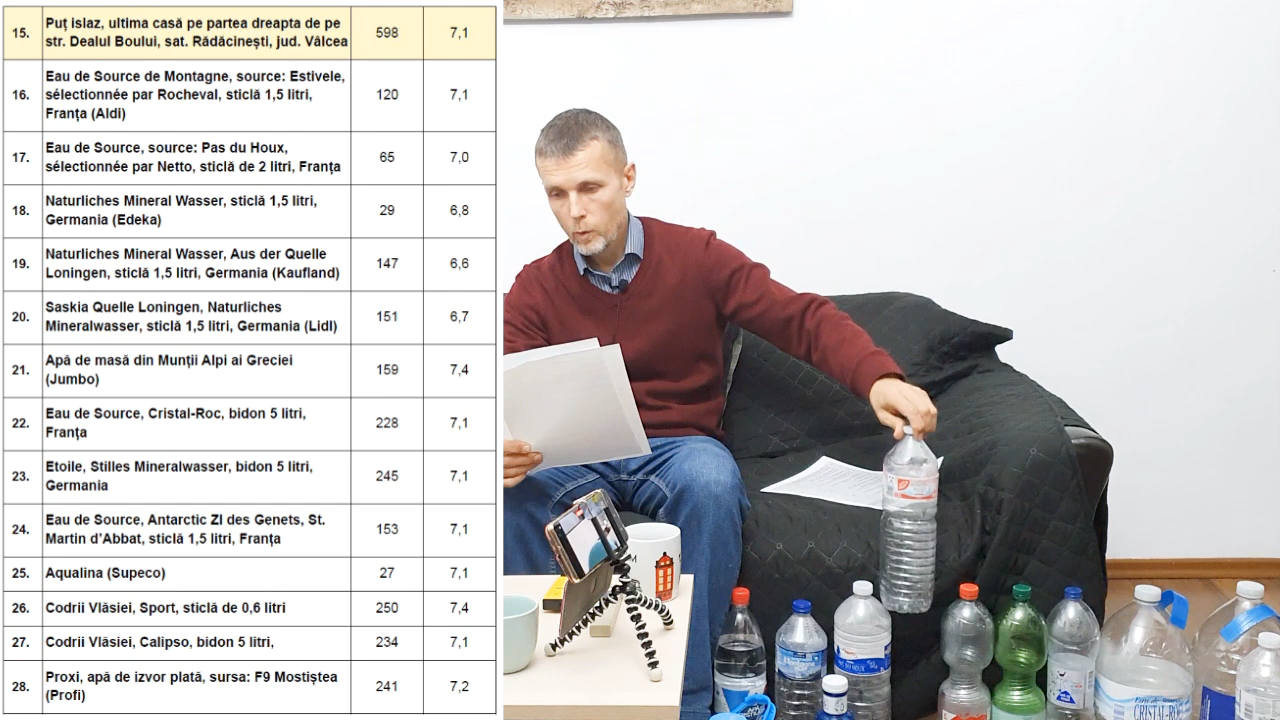 15.
Puț islaz, ultima casă pe partea dreapta de pe
str. Dealul Boului, sat. Rădăcinești, jud. Vâlcea
598
7,1
16.
Eau de Source de Montagne, source: Estivele,
sélectionnée par Rocheval, sticlă 1,5 litri,
Franța (Aldi)
120
7,1
17.
Eau de Source, source: Pas du Houx,
sélectionnée par Netto, sticlă de 2 litri, Franța
65
7,0
18.
Naturliches Mineral Wasser, sticlă 1,5 litri,
Germania (Edeka)
29
6,8
19.
Naturliches Mineral Wasser, Aus der Quelle
Loningen, sticlă 1,5 litri, Germania (Kaufland)
147
6,6
20.
Saskia Quelle Loningen, Naturliches
Mineralwasser, sticlă 1,5 litri, Germania (Lidl)
151
6,7
21.
Apă de masă din Munții Alpi ai Greciei
(Jumbo)
159
7,4
22.
Eau de Source, Cristal-Roc, bidon 5 litri,
Franța
228
7,1
23.
Etoile, Stilles Mineralwasser, bidon 5 litri,
Germania
245
7,1
24.
Eau de Source, Antarctic ZI des Genets, St.
Martin d'Abbat, sticlă 1,5 litri, Franța
153
7,1
25.
Aqualina (Supeco)
27
7,1
26.
Codrii Vlăsiei, Sport, sticlă de 0,6 litri
250
7,4
27.
Codrii Vlăsiei, Calipso, bidon 5 litri,
234
7,1
28.
Proxi, apă de izvor plată, sursa: F9 Mostiștea
(Profi)
241
7,2
Montagne
PAS DU HOUX
CRISTAL-ROC